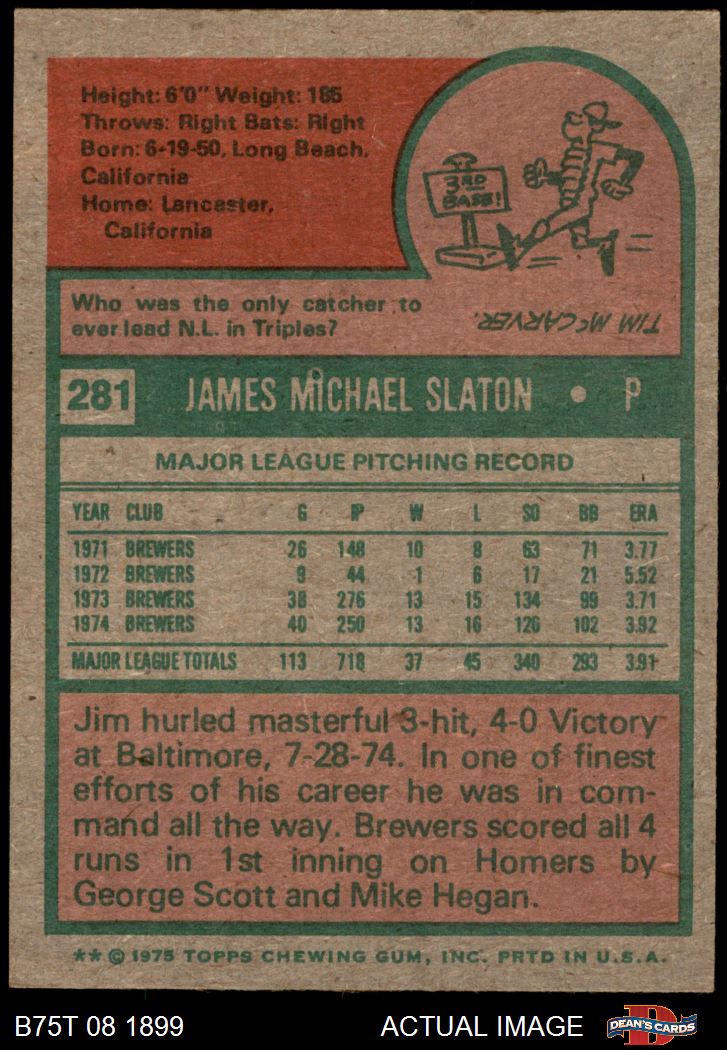 Height: 6'0" Weight: 185
Throws: Right Bats: Right
Born: 6-19-50, Long Beach,
California
Home: Lancaster,
California
3RD
BASE!
Who was the only catcher to
ever lead N.L. in Triples?
TIM McCARVER.
281 JAMES MICHAEL SLATON • P
MAJOR LEAGUE PITCHING RECORD
YEAR CLUB G IP W L SO BB ERA
1971 BREWERS 26 148 10 8 63 71 3.77
1972 BREWERS 9 44 1 6 17 21 5.52
1973 BREWERS 38 276 13 15 134 99 3.71
1974 BREWERS 40 250 13 16 126 102 3.92
MAJOR LEAGUE TOTALS 113 718 37 45 340 293 3.91
Jim hurled masterful 3-hit, 4-0 Victory
at Baltimore, 7-28-74. In one of finest
efforts of his career he was in com-
mand all the way. Brewers scored all 4
runs in 1st inning on Homers by
George Scott and Mike Hegan.
** © 1975 TOPPS CHEWING GUM, INC. PRTD IN U.S.A.
B75T 08 1899 ACTUAL IMAGE D DEAN'S CARDS